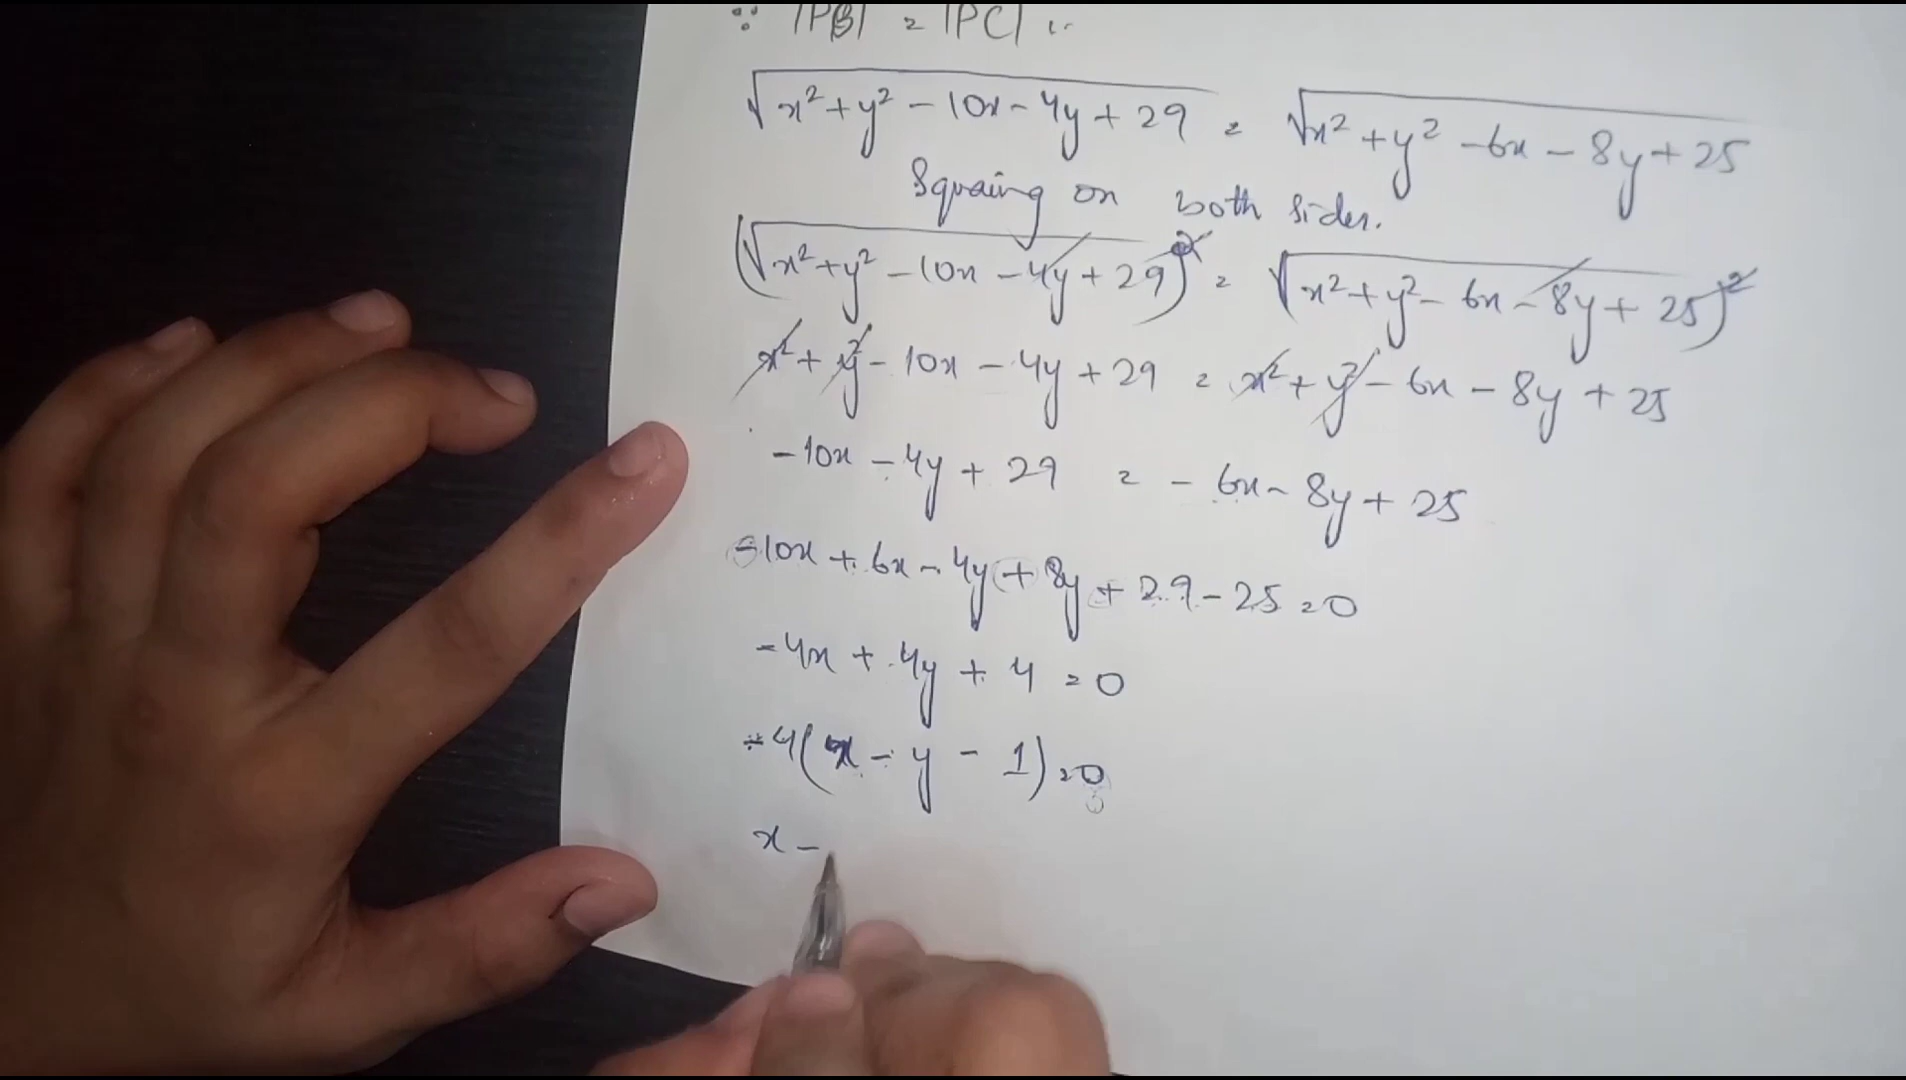 ∵ |PB| = |PC| ∴
√x² + y² - 10x - 4y + 29 = √x² + y² - 6x - 8y + 25
Squaing on both sides.
(√x² + y² - 10x - 4y + 29)² = √x² + y² - 6x - 8y + 25)²
x² + y² - 10x - 4y + 29 = x² + y² - 6x - 8y + 25
- 10x - 4y + 29 = - 6x - 8y + 25
- 10x + 6x - 4y + 8y + 29 - 25 = 0
- 4x + 4y + 4 = 0
- 4(x - y - 1) = 0
x -